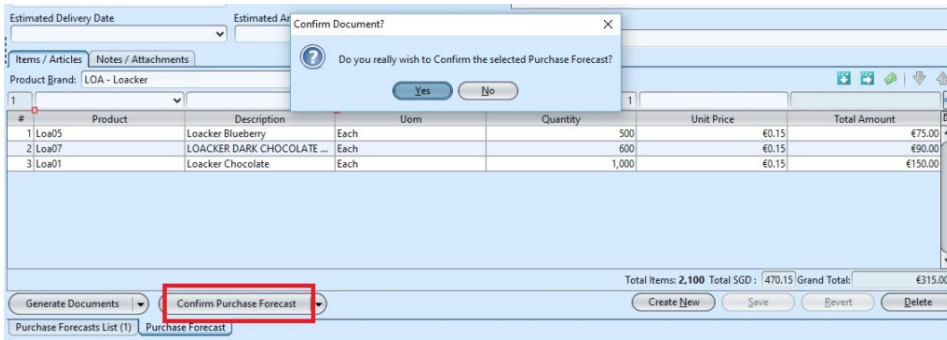 Estimated Delivery Date Estimated Ar
Confirm Document?
Do you really wish to Confirm the selected Purchase Forecast?
Yes No
Items / Articles Notes / Attachments
Product Brand: LOA - Loacker
1 1
# Product Description Uom Quantity Unit Price Total Amount
1 Loa05 Loacker Blueberry Each 500 €0.15 €75.00
2 Loa07 LOACKER DARK CHOCOLATE ... Each 600 €0.15 €90.00
3 Loa01 Loacker Chocolate Each 1,000 €0.15 €150.00
Total Items: 2,100 Total SGD : 470.15 Grand Total: €315.00
Generate Documents Confirm Purchase Forecast Create New Save Revert Delete
Purchase Forecasts List (1) Purchase Forecast